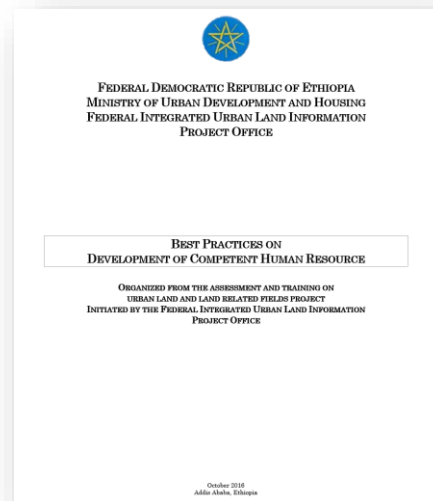 FEDERAL DEMOCRATIC REPUBLIC OF ETHIOPIA
MINISTRY OF URBAN DEVELOPMENT AND HOUSING
FEDERAL INTEGRATED URBAN LAND INFORMATION
PROJECT OFFICE
BEST PRACTICES ON
DEVELOPMENT OF COMPETENT HUMAN RESOURCE
ORGANIZED FROM THE ASSESSMENT AND TRAINING ON
URBAN LAND AND LAND RELATED FIELDS PROJECT
INITIATED BY THE FEDERAL INTEGRATED URBAN LAND INFORMATION
PROJECT OFFICE
October 2016
Addis Ababa, Ethiopia